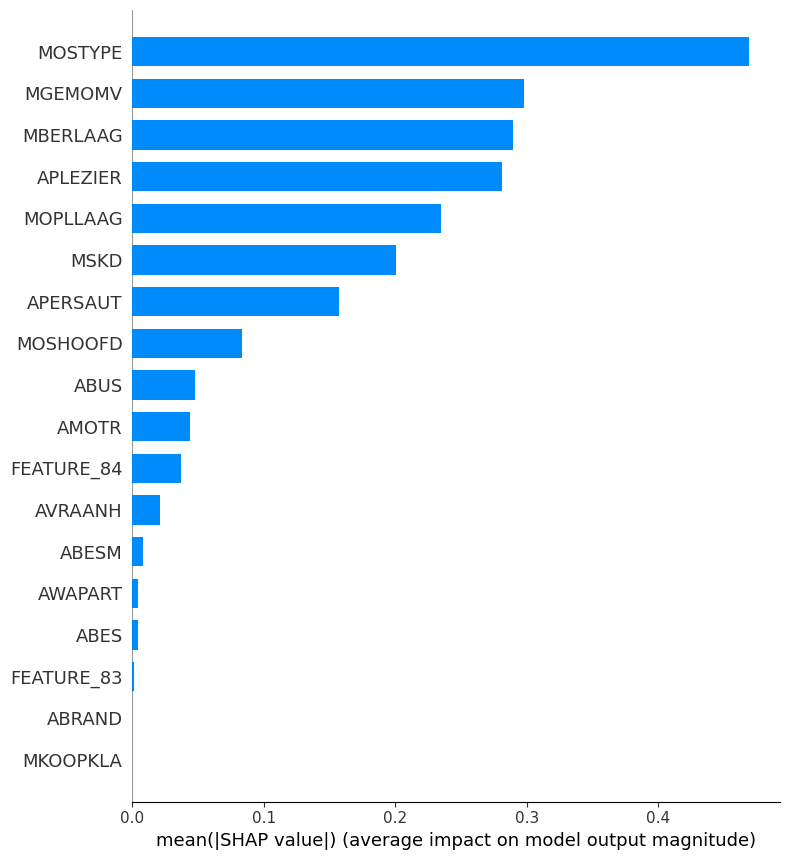 MOSTYPE
MGEMOMV
MBERLAAG
APLEZIER
MOPLLAAG
MSKD
APERSAUT
MOSHOOFD
ABUS
AMOTR
FEATURE_84
AVRAANH
ABESM
AWAPART
ABES
FEATURE_83
ABRAND
MKOOPKLA
0.0 0.1 0.2 0.3 0.4
mean(|SHAP value|) (average impact on model output magnitude)